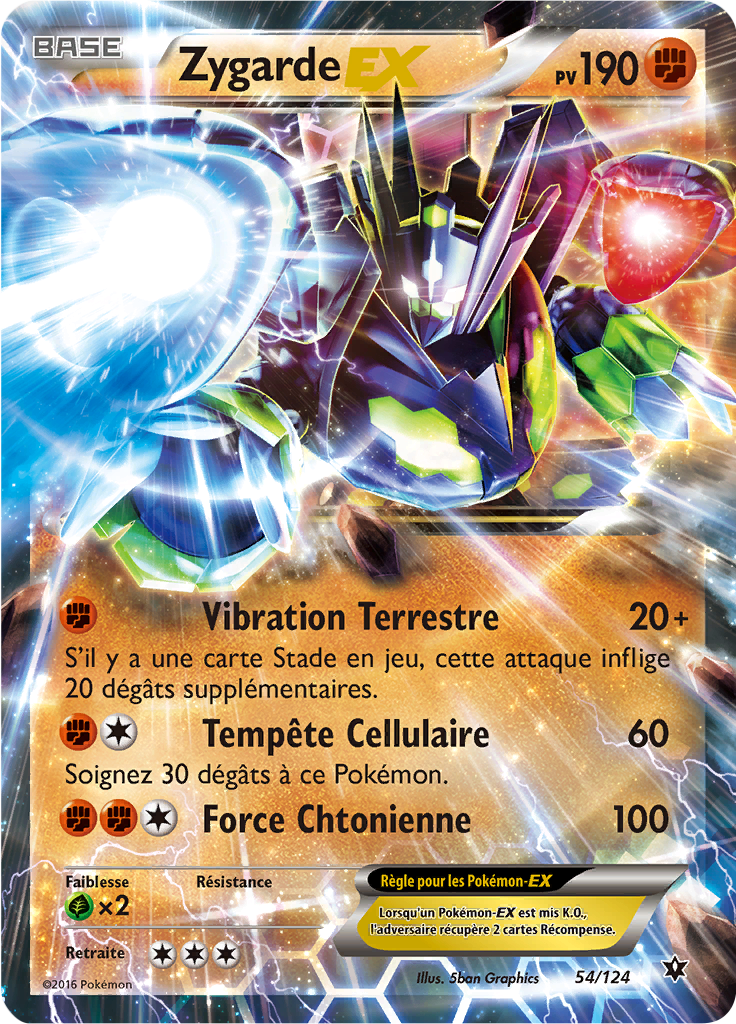 BASE
Zygarde EX PV190
Vibration Terrestre 20+
S'il y a une carte Stade en jeu, cette attaque inflige
20 dégâts supplémentaires.
Tempête Cellulaire 60
Soignez 30 dégâts à ce Pokémon.
Force Chtonienne 100
Faiblesse Résistance
×2
Retraite
Règle pour les Pokémon-EX
Lorsqu'un Pokémon-EX est mis K.O.,
l'adversaire récupère 2 cartes Récompense.
©2016 Pokémon Illus. 5ban Graphics 54/124